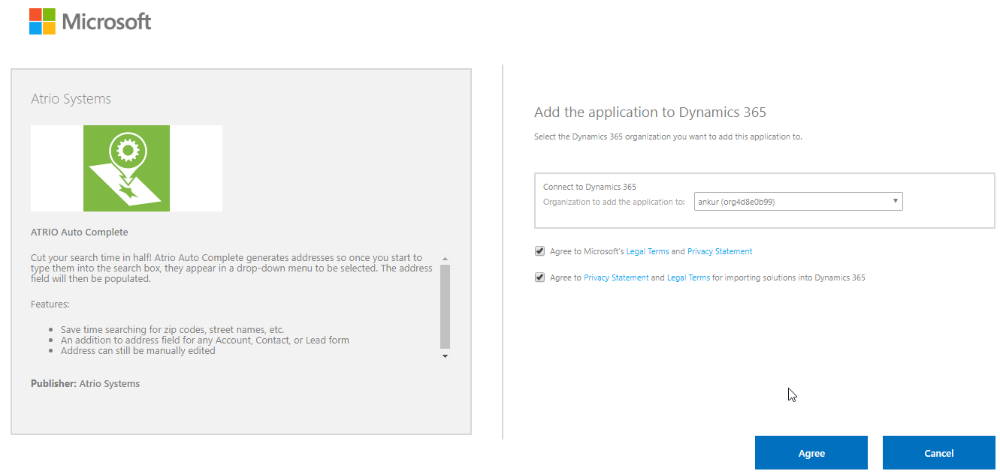 Microsoft
Atrio Systems
ATRIO Auto Complete
Cut your search time in half! Atrio Auto Complete generates addresses so once you start to
type them into the search box, they appear in a drop-down menu to be selected. The address
field will then be populated.
Features:
• Save time searching for zip codes, street names, etc.
• An addition to address field for any Account, Contact, or Lead form
• Address can still be manually edited
Publisher: Atrio Systems
Add the application to Dynamics 365
Select the Dynamics 365 organization you want to add this application to.
Connect to Dynamics 365
Organization to add the application to: ankur (org4d8e0b99)
Agree to Microsoft's Legal Terms and Privacy Statement
Agree to Privacy Statement and Legal Terms for importing solutions into Dynamics 365
Agree Cancel